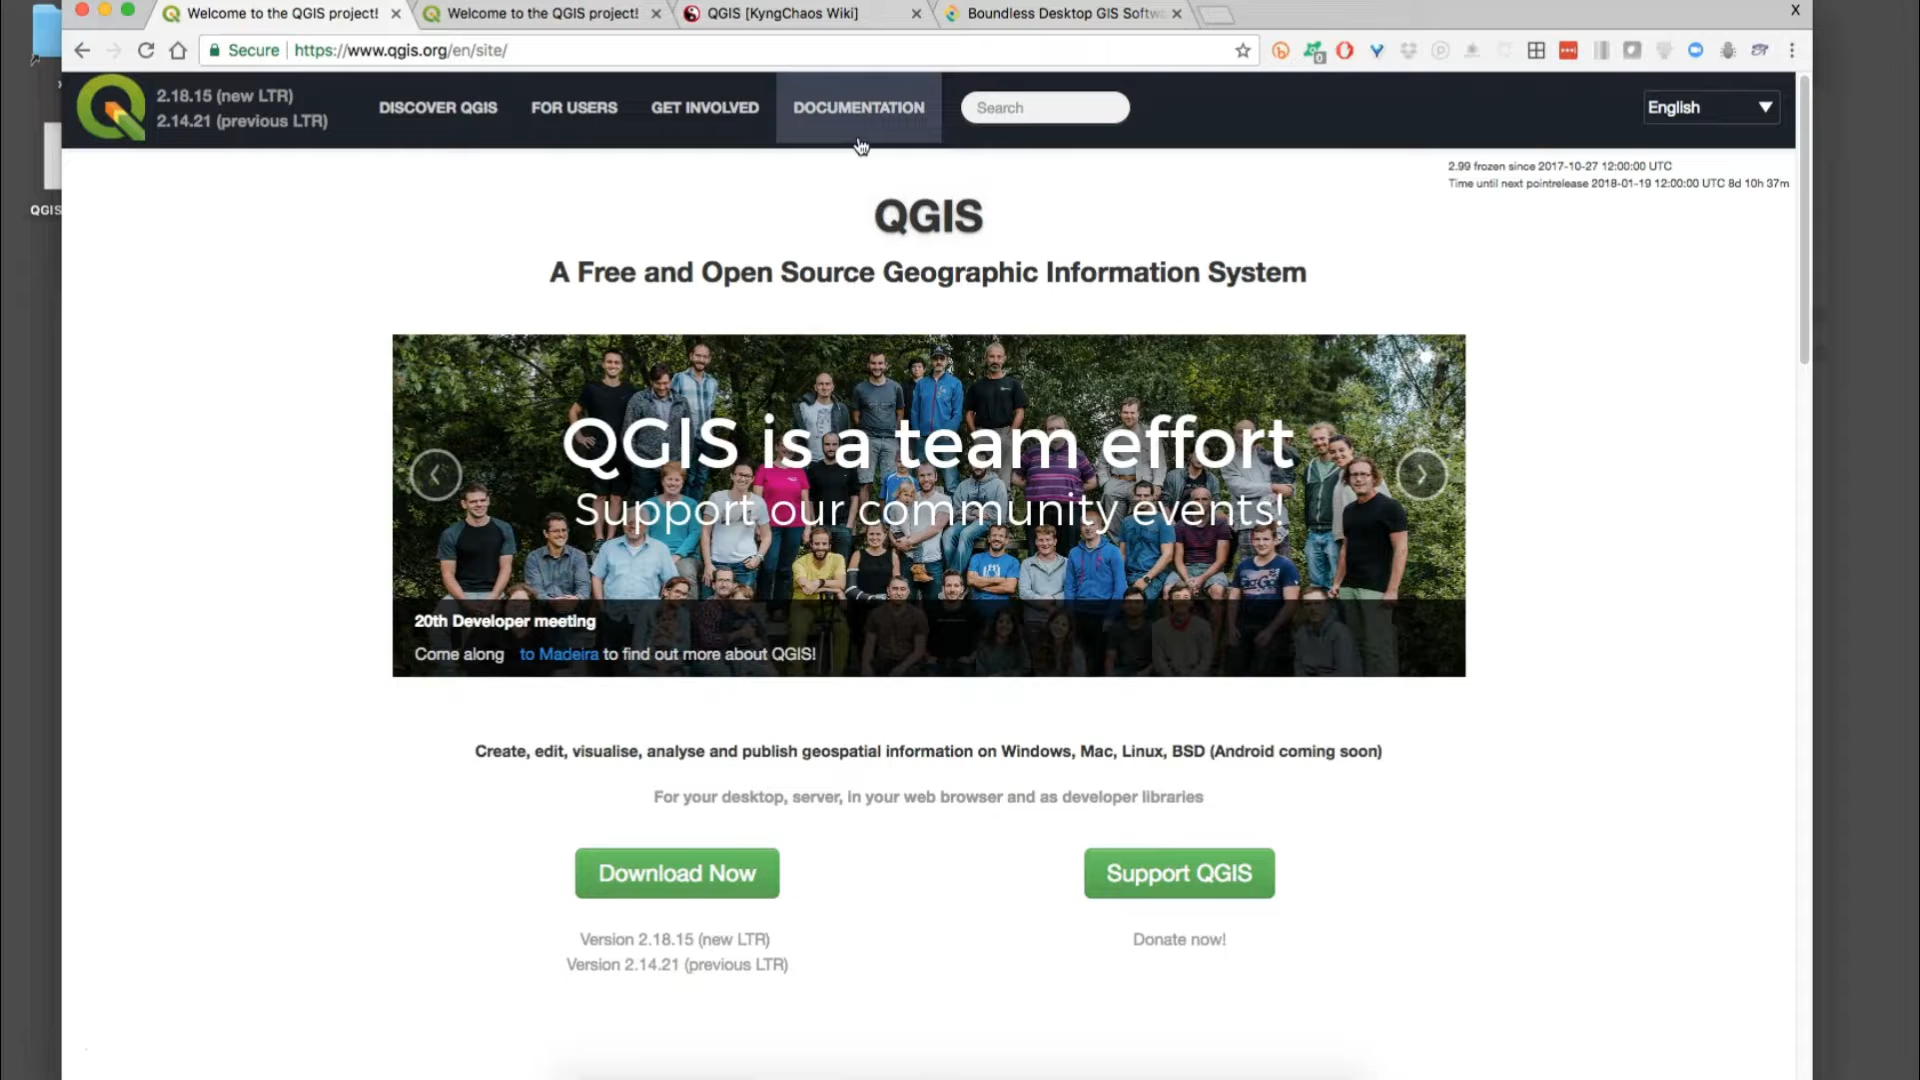 Welcome to the QGIS project!
Welcome to the QGIS project!
QGIS [KyngChaos Wiki]
Boundless Desktop GIS Softw
X
Secure
https://www.qgis.org/en/site/
0
2.18.15 (new LTR)
2.14.21 (previous LTR)
DISCOVER QGIS
FOR USERS
GET INVOLVED
DOCUMENTATION
Search
English
2.99 frozen since 2017-10-27 12:00:00 UTC
Time until next pointrelease 2018-01-19 12:00:00 UTC 8d 10h 37m
QGIS
QGIS
A Free and Open Source Geographic Information System
QGIS is a team effort
Support our community events!
20th Developer meeting
Come along to Madeira to find out more about QGIS!
Create, edit, visualise, analyse and publish geospatial information on Windows, Mac, Linux, BSD (Android coming soon)
For your desktop, server, in your web browser and as developer libraries
Download Now
Support QGIS
Version 2.18.15 (new LTR)
Donate now!
Version 2.14.21 (previous LTR)